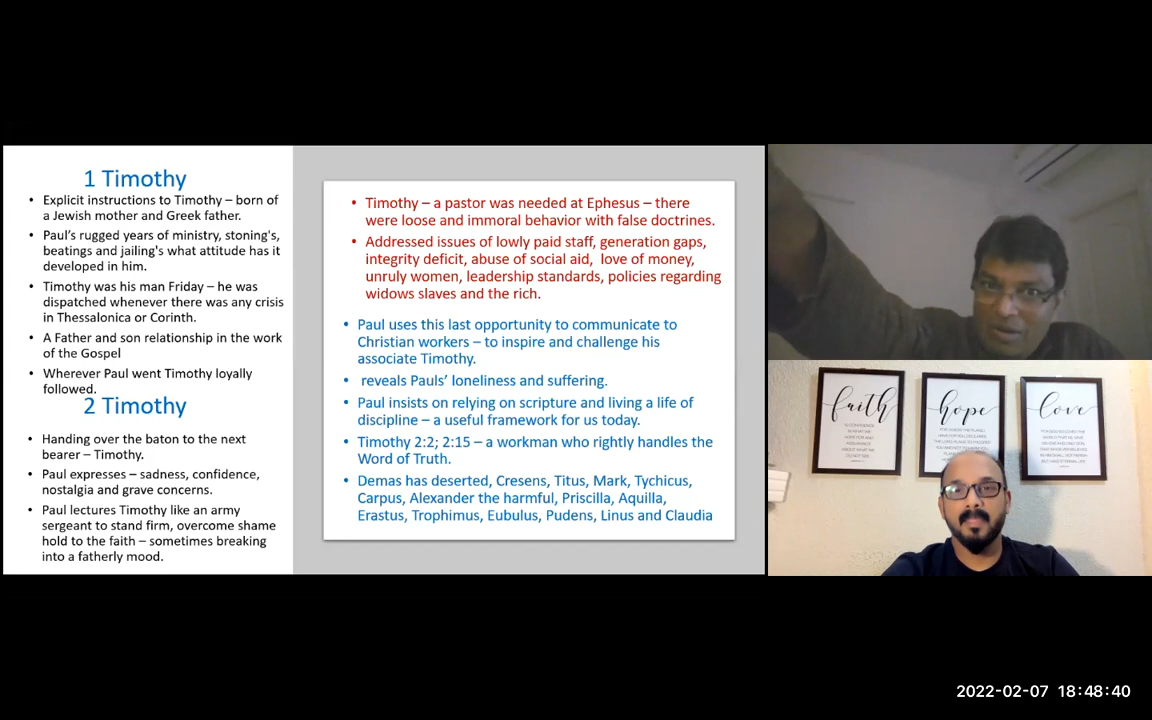 1 Timothy
• Explicit instructions to Timothy – born of
a Jewish mother and Greek father.
• Paul's rugged years of ministry, stoning's,
beatings and jailing's what attitude has it
developed in him.
• Timothy was his man Friday – he was
dispatched whenever there was any crisis
in Thessalonica or Corinth.
• A Father and son relationship in the work
of the Gospel
• Wherever Paul went Timothy loyally
followed.
2 Timothy
• Handing over the baton to the next
bearer – Timothy.
• Paul expresses – sadness, confidence,
nostalgia and grave concerns.
• Paul lectures Timothy like an army
sergeant to stand firm, overcome shame
hold to the faith – sometimes breaking
into a fatherly mood.
• Timothy – a pastor was needed at Ephesus – there
were loose and immoral behavior with false doctrines.
• Addressed issues of lowly paid staff, generation gaps,
integrity deficit, abuse of social aid, love of money,
unruly women, leadership standards, policies regarding
widows slaves and the rich.
• Paul uses this last opportunity to communicate to
Christian workers – to inspire and challenge his
associate Timothy.
• reveals Pauls' loneliness and suffering.
• Paul insists on relying on scripture and living a life of
discipline – a useful framework for us today.
• Timothy 2:2; 2:15 – a workman who rightly handles the
Word of Truth.
• Demas has deserted, Cresens, Titus, Mark, Tychicus,
Carpus, Alexander the harmful, Priscilla, Aquilla,
Erastus, Trophimus, Eubulus, Pudens, Linus and Claudia
faith
hope
love
2022-02-07 18:48:40